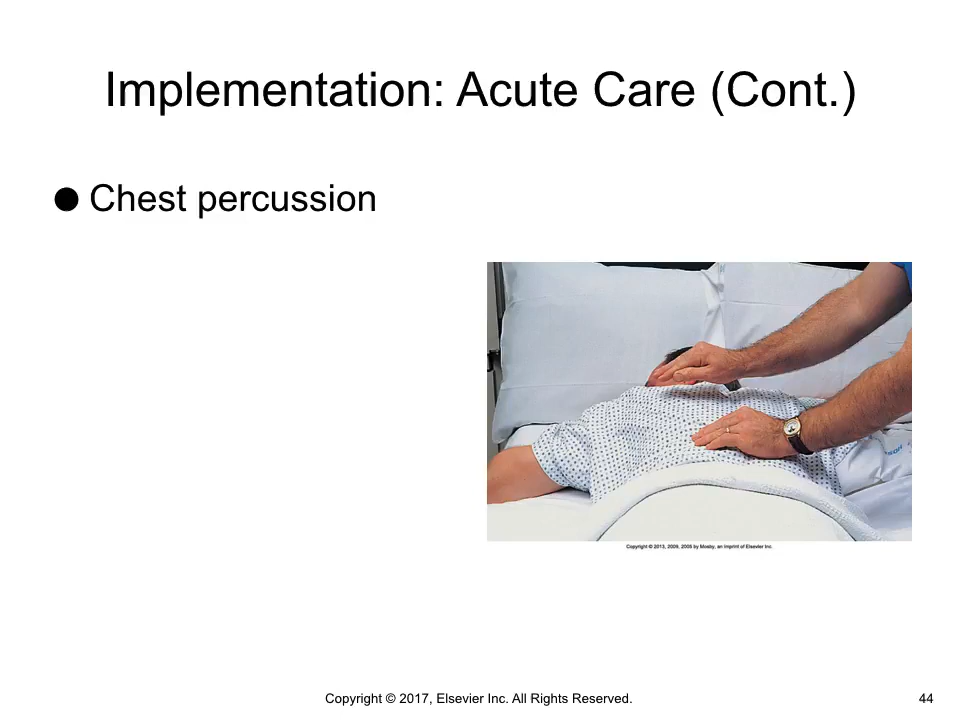 Implementation: Acute Care (Cont.)
● Chest percussion
Copyright © 2013, 2009, 2005 by Mosby, an imprint of Elsevier Inc.
Copyright © 2017, Elsevier Inc. All Rights Reserved.
44